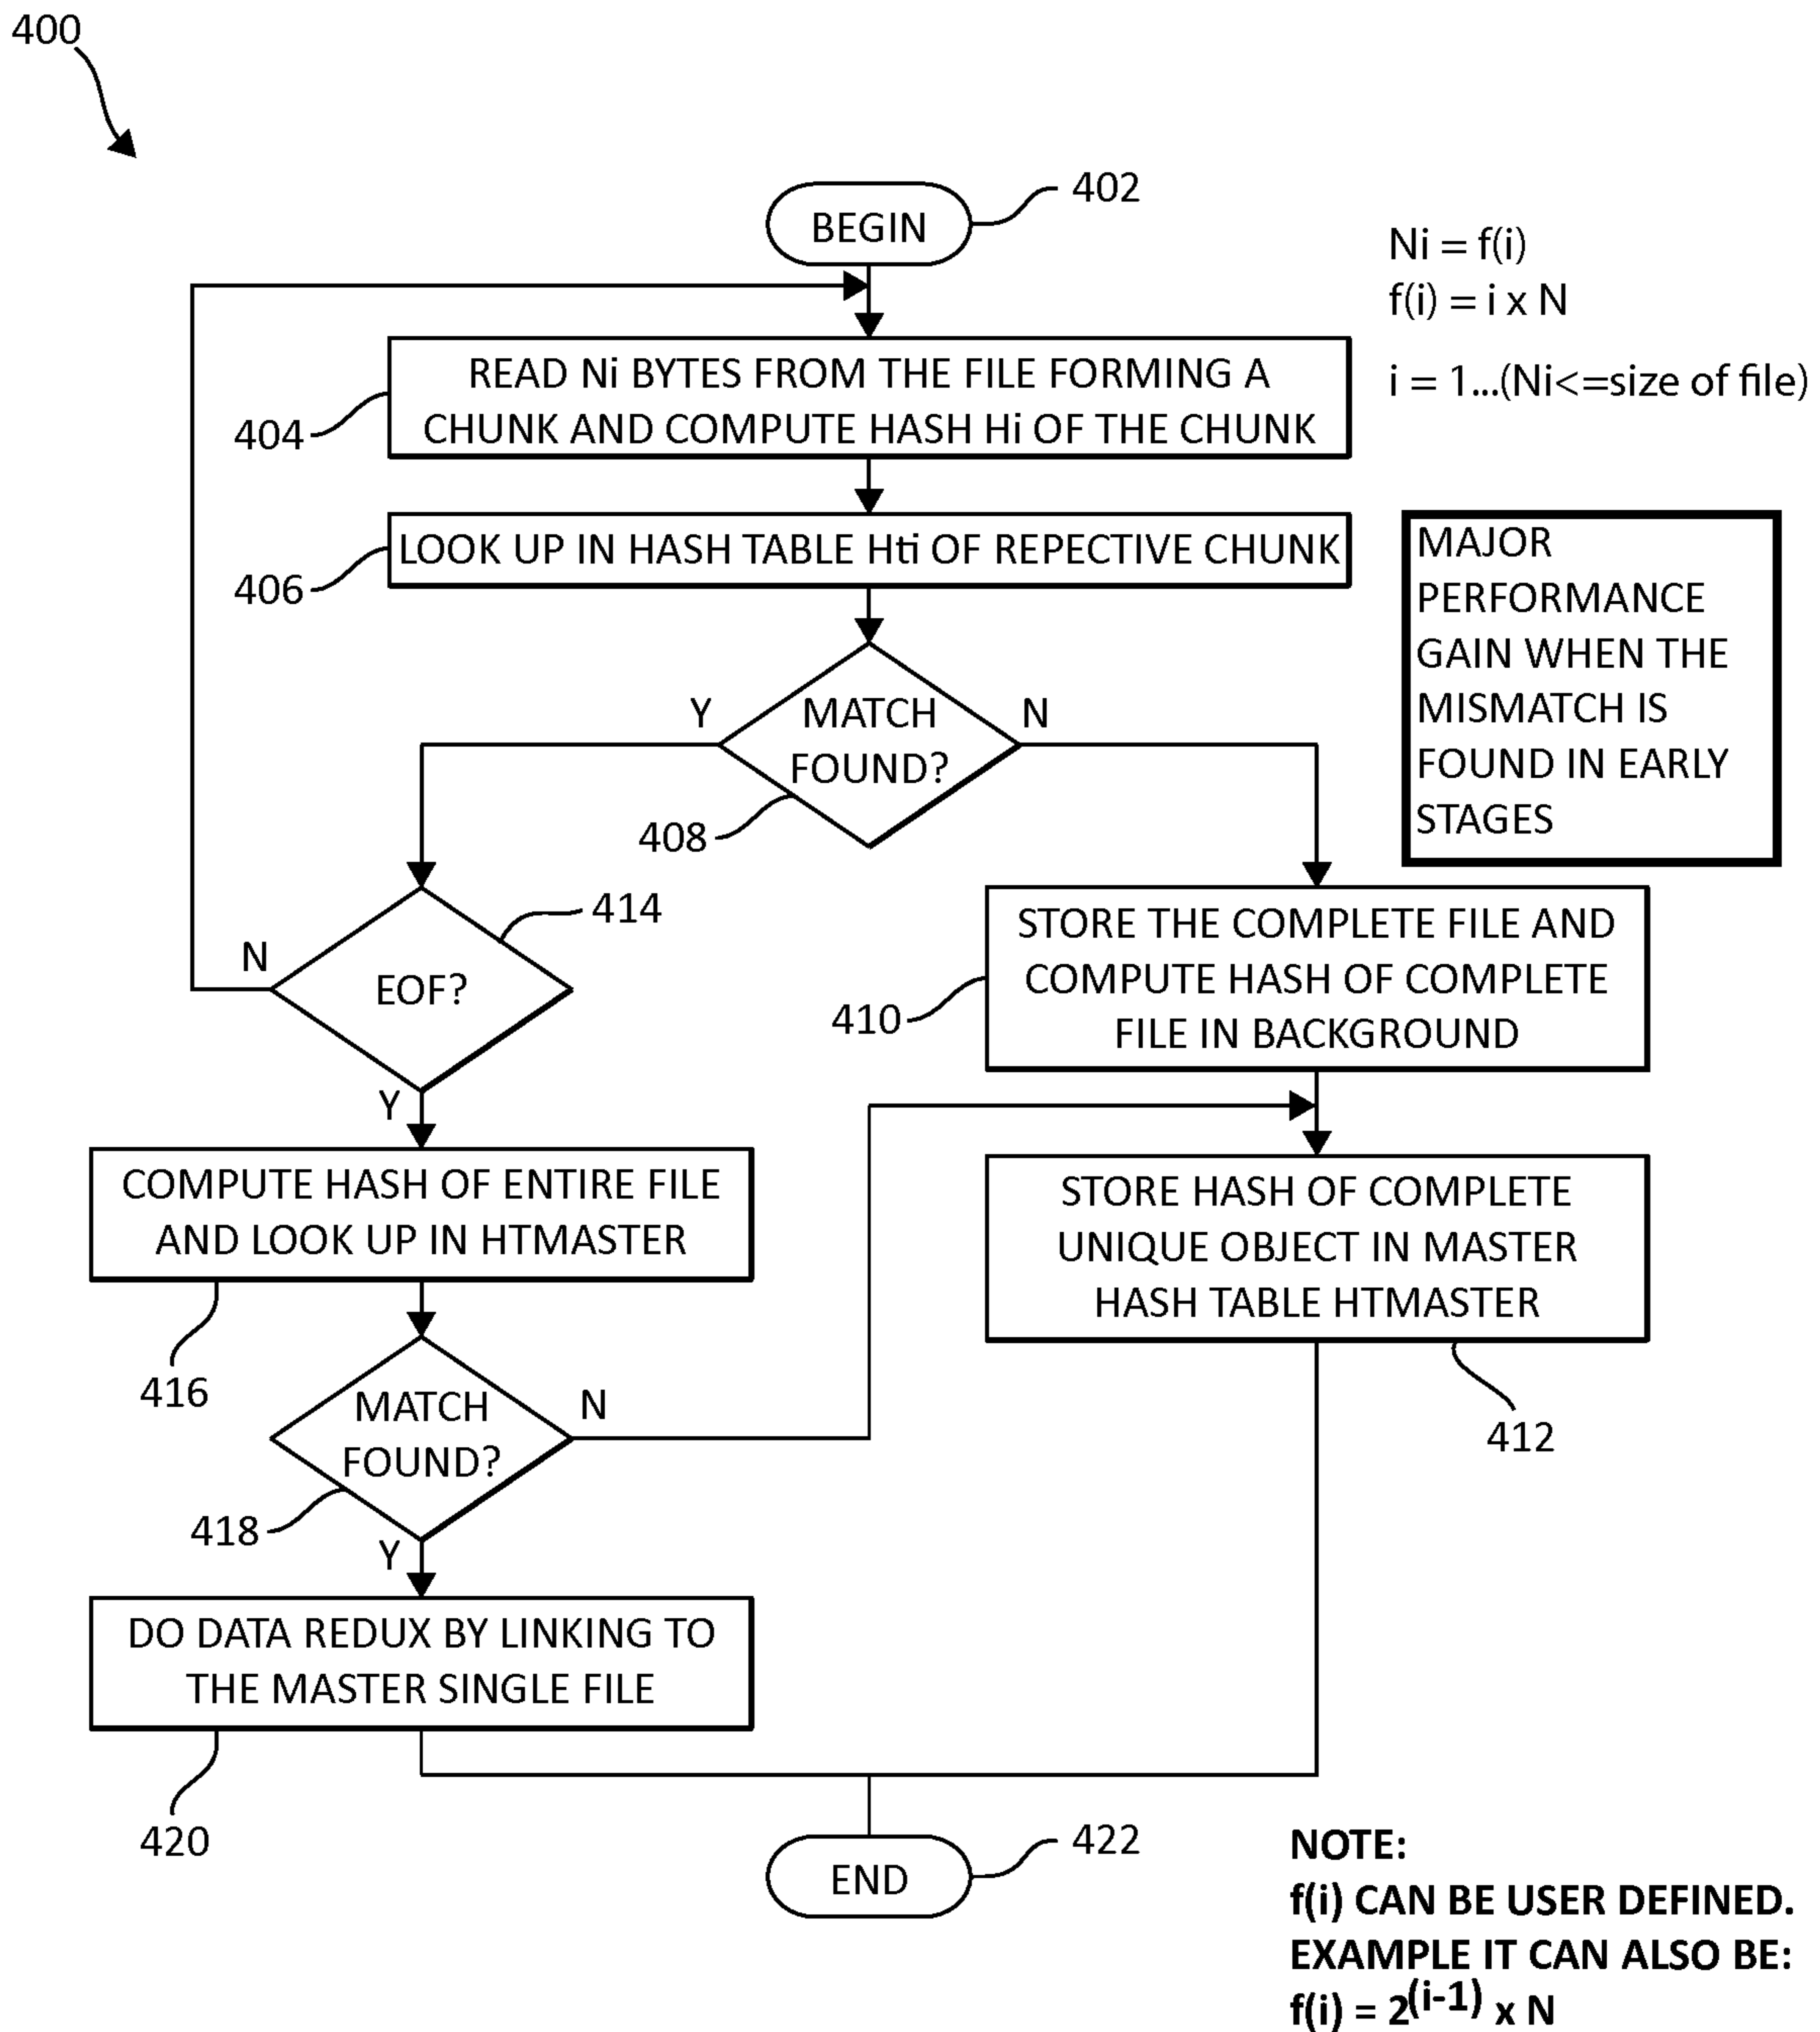 400
BEGIN
402
Ni = f(i)
f(i) = i x N
i = 1...(Ni<=size of file)
READ Ni BYTES FROM THE FILE FORMING A
CHUNK AND COMPUTE HASH Hi OF THE CHUNK
404
LOOK UP IN HASH TABLE Hti OF REPECTIVE CHUNK
406
MAJOR
PERFORMANCE
GAIN WHEN THE
MISMATCH IS
FOUND IN EARLY
STAGES
Y
MATCH
FOUND?
N
408
414
N
EOF?
Y
STORE THE COMPLETE FILE AND
COMPUTE HASH OF COMPLETE
FILE IN BACKGROUND
410
COMPUTE HASH OF ENTIRE FILE
AND LOOK UP IN HTMASTER
416
STORE HASH OF COMPLETE
UNIQUE OBJECT IN MASTER
HASH TABLE HTMASTER
412
MATCH
FOUND?
N
418
Y
DO DATA REDUX BY LINKING TO
THE MASTER SINGLE FILE
420
END
422
NOTE:
f(i) CAN BE USER DEFINED.
EXAMPLE IT CAN ALSO BE:
f(i) = 2^(i-1) x N